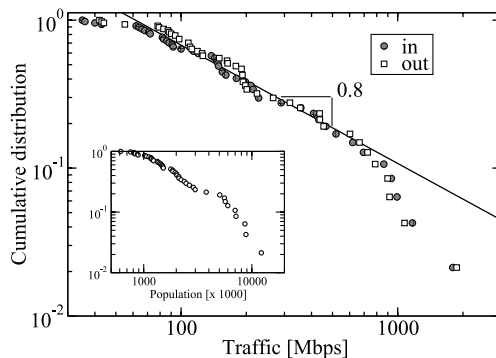 10^0
in
out
0.8
Cumulative distribution
10^-1
10^0
10^-1
10^-2
1000
10000
Population [x 1000]
10^-2
100
1000
Traffic [Mbps]